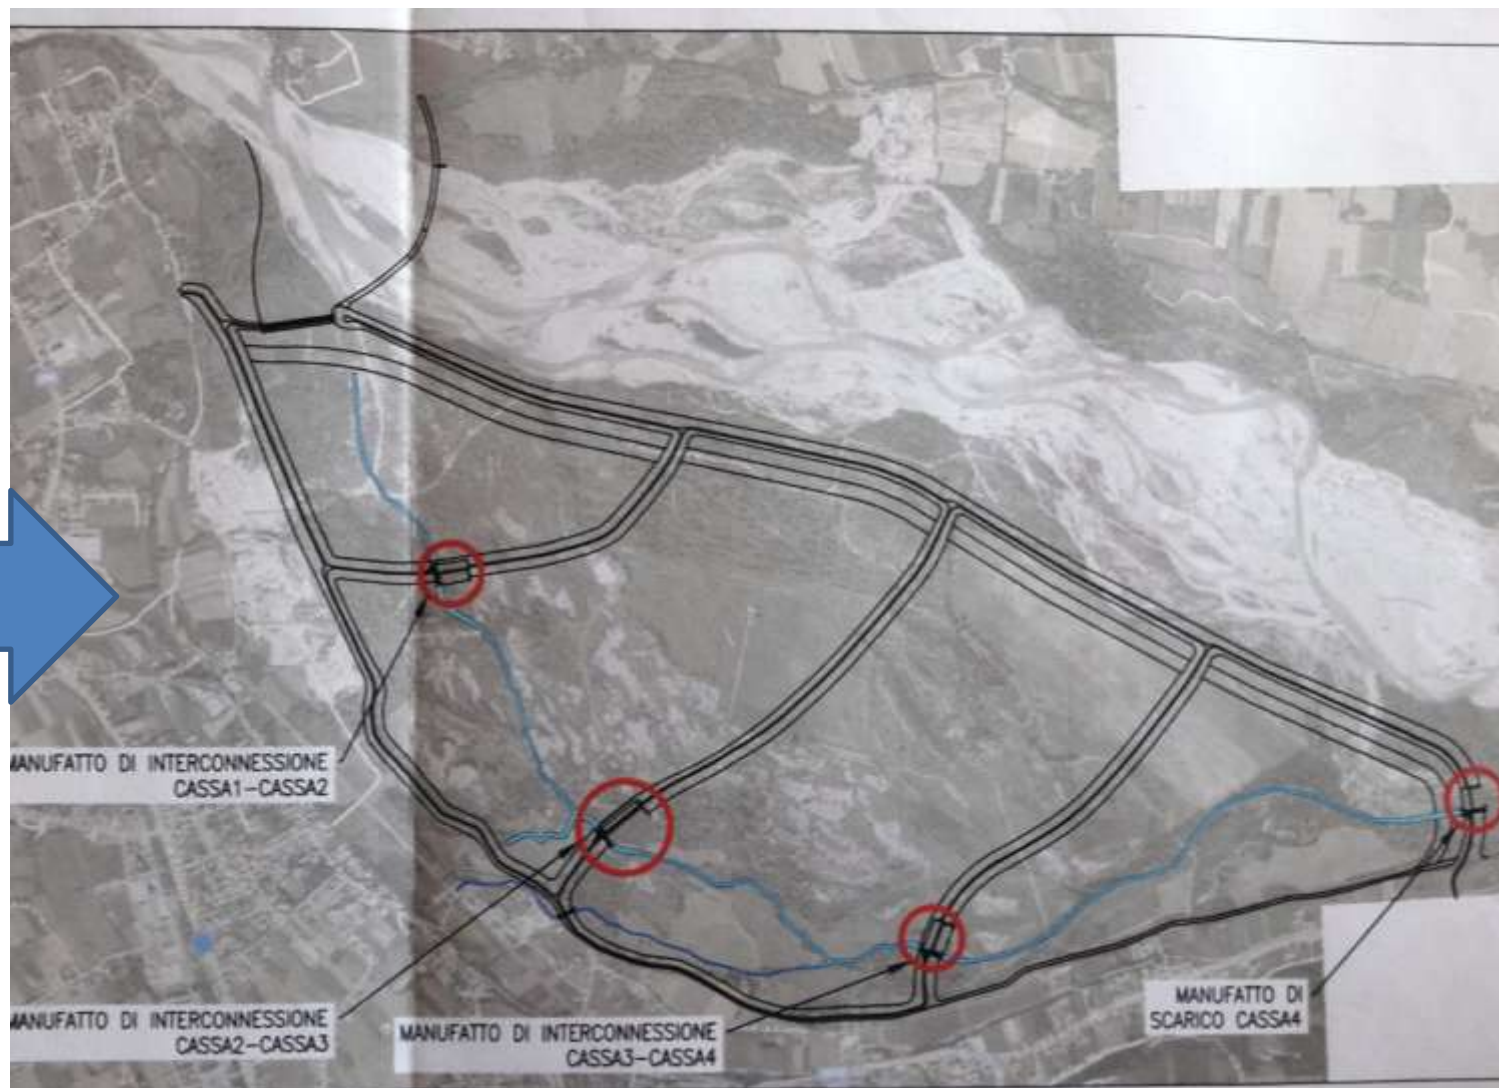 MANUFATTO DI INTERCONNESSIONE
CASSA1-CASSA2
MANUFATTO DI INTERCONNESSIONE
CASSA2-CASSA3
MANUFATTO DI INTERCONNESSIONE
CASSA3-CASSA4
MANUFATTO DI
SCARICO CASSA4